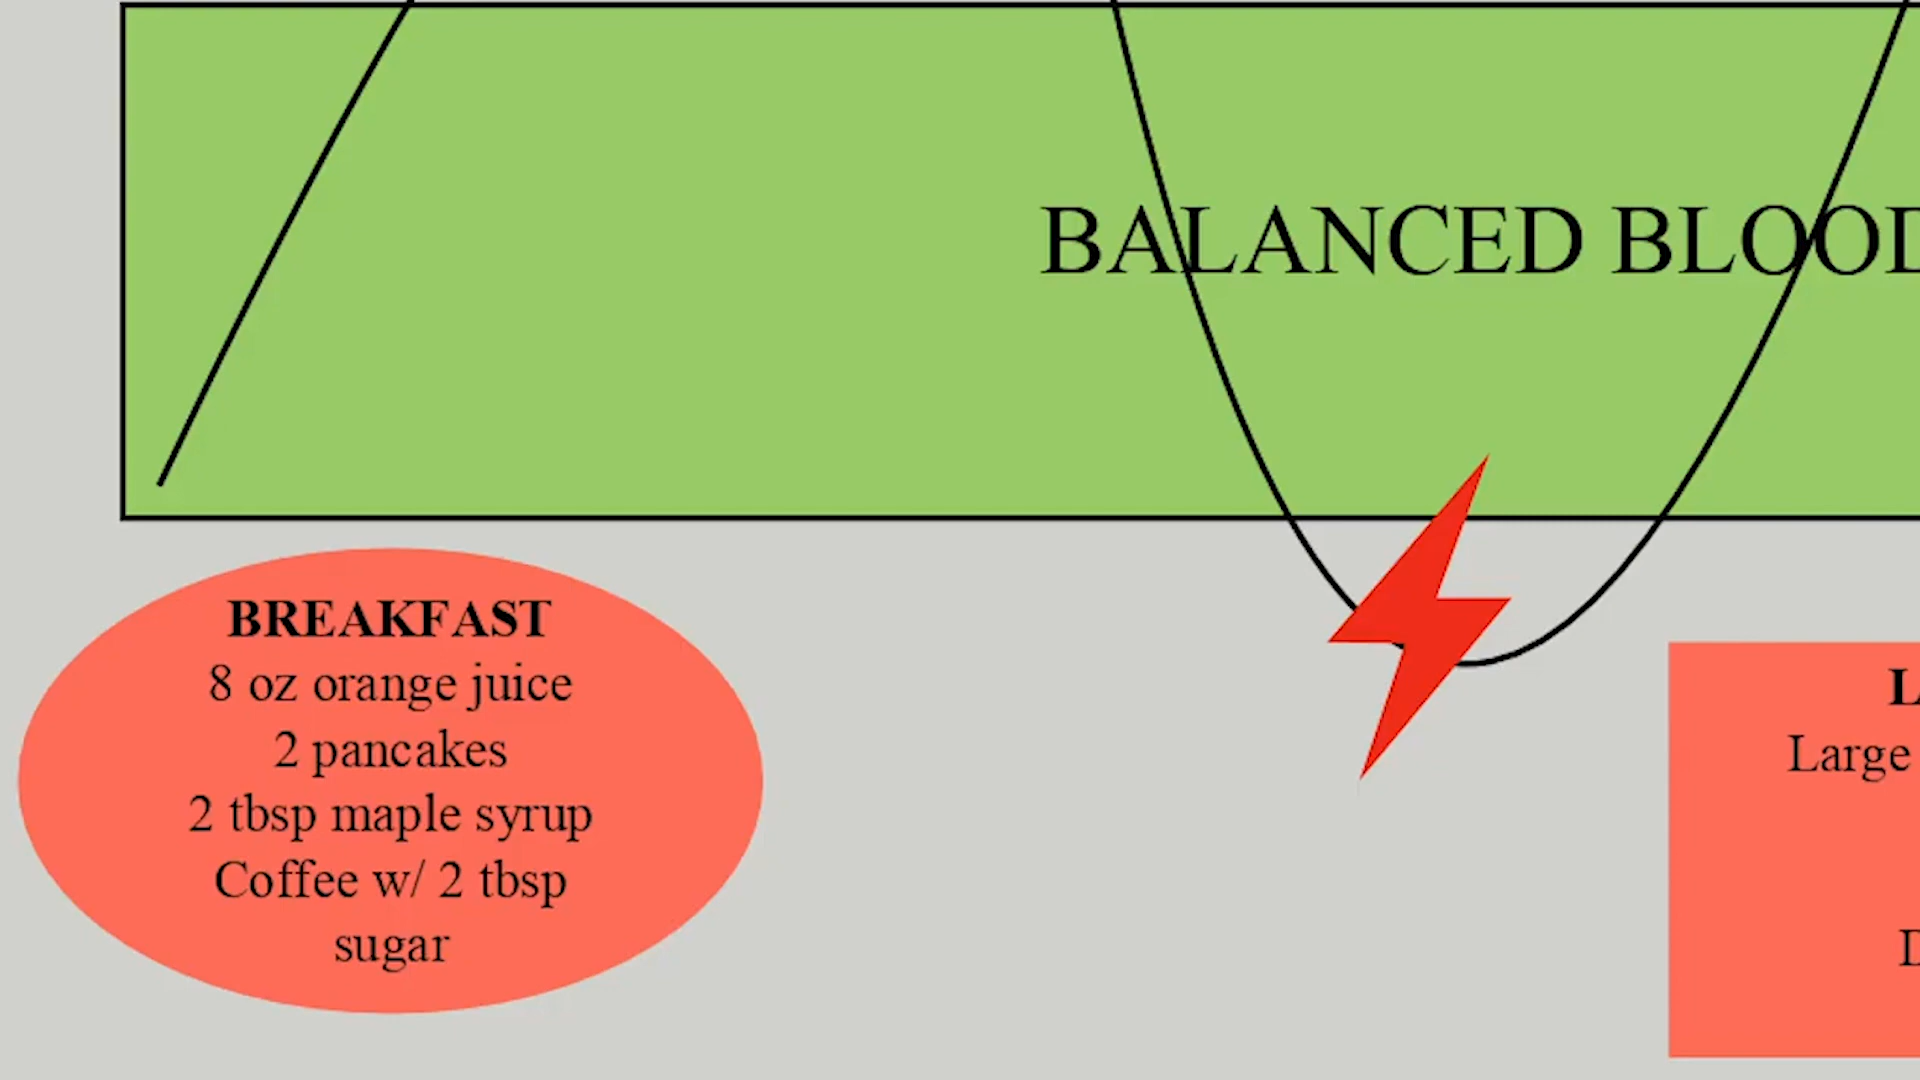 BALANCED BLOOD
BREAKFAST
8 oz orange juice
2 pancakes
2 tbsp maple syrup
Coffee w/ 2 tbsp
sugar
L
Large
D